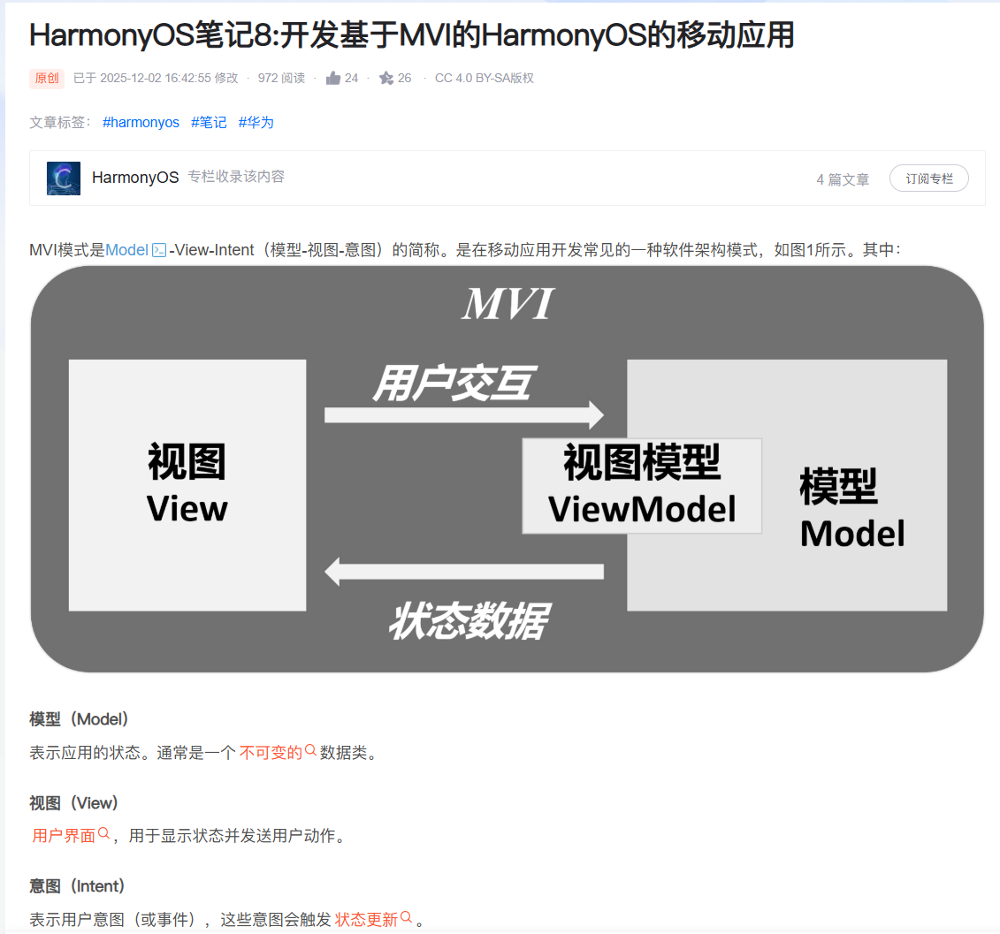 HarmonyOS笔记8:开发基于MVI的HarmonyOS的移动应用
原创 已于 2025-12-02 16:42:55 修改 · 972 阅读 · 24 · 26 · CC 4.0 BY-SA版权
文章标签： #harmonyos #笔记 #华为
HarmonyOS 专栏收录该内容 4 篇文章 订阅专栏
MVI模式是Model-View-Intent（模型-视图-意图）的简称。是在移动应用开发常见的一种软件架构模式，如图1所示。其中：
MVI
用户交互
视图
View
视图模型
ViewModel
模型
Model
状态数据
模型（Model）
表示应用的状态。通常是一个 不可变的 数据类。
视图（View）
用户界面 ，用于显示状态并发送用户动作。
意图（Intent）
表示用户意图（或事件），这些意图会触发 状态更新 。